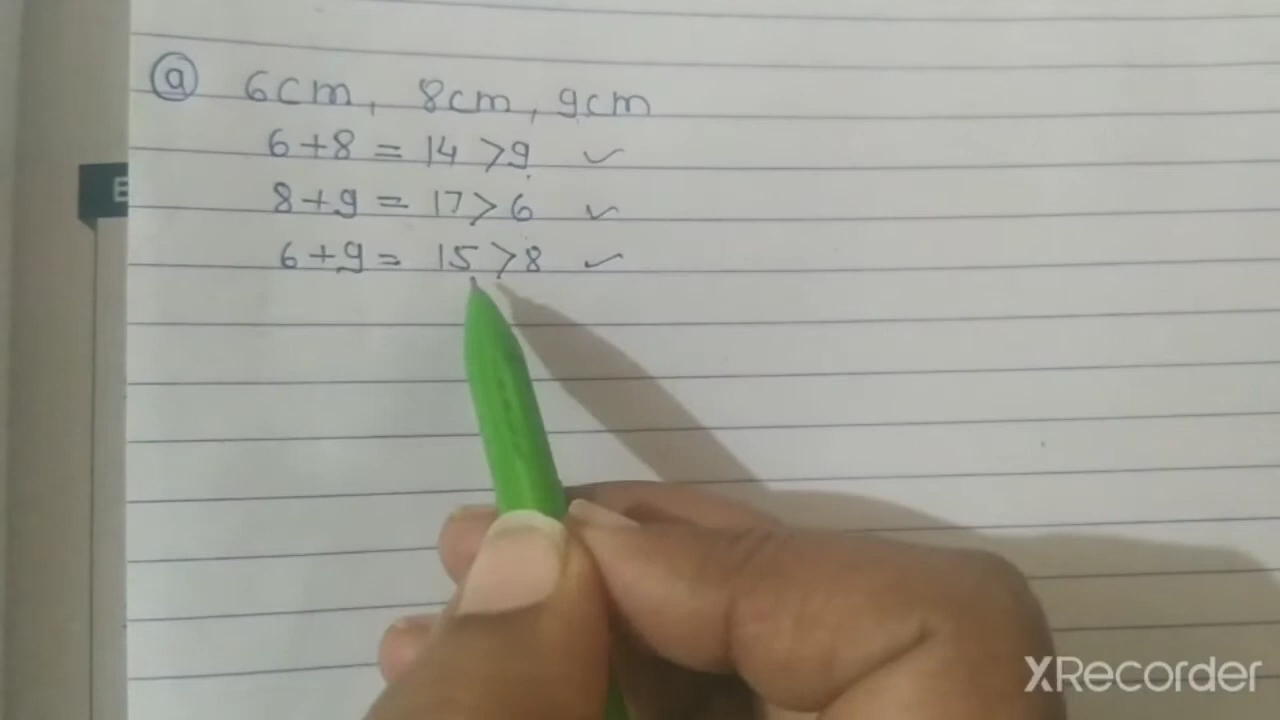 a 6cm, 8cm, 9cm
6+8 = 14 >9 ✓
8+9 = 17 > 6 ✓
6+9 = 15 >8 ✓
E
XRecorder